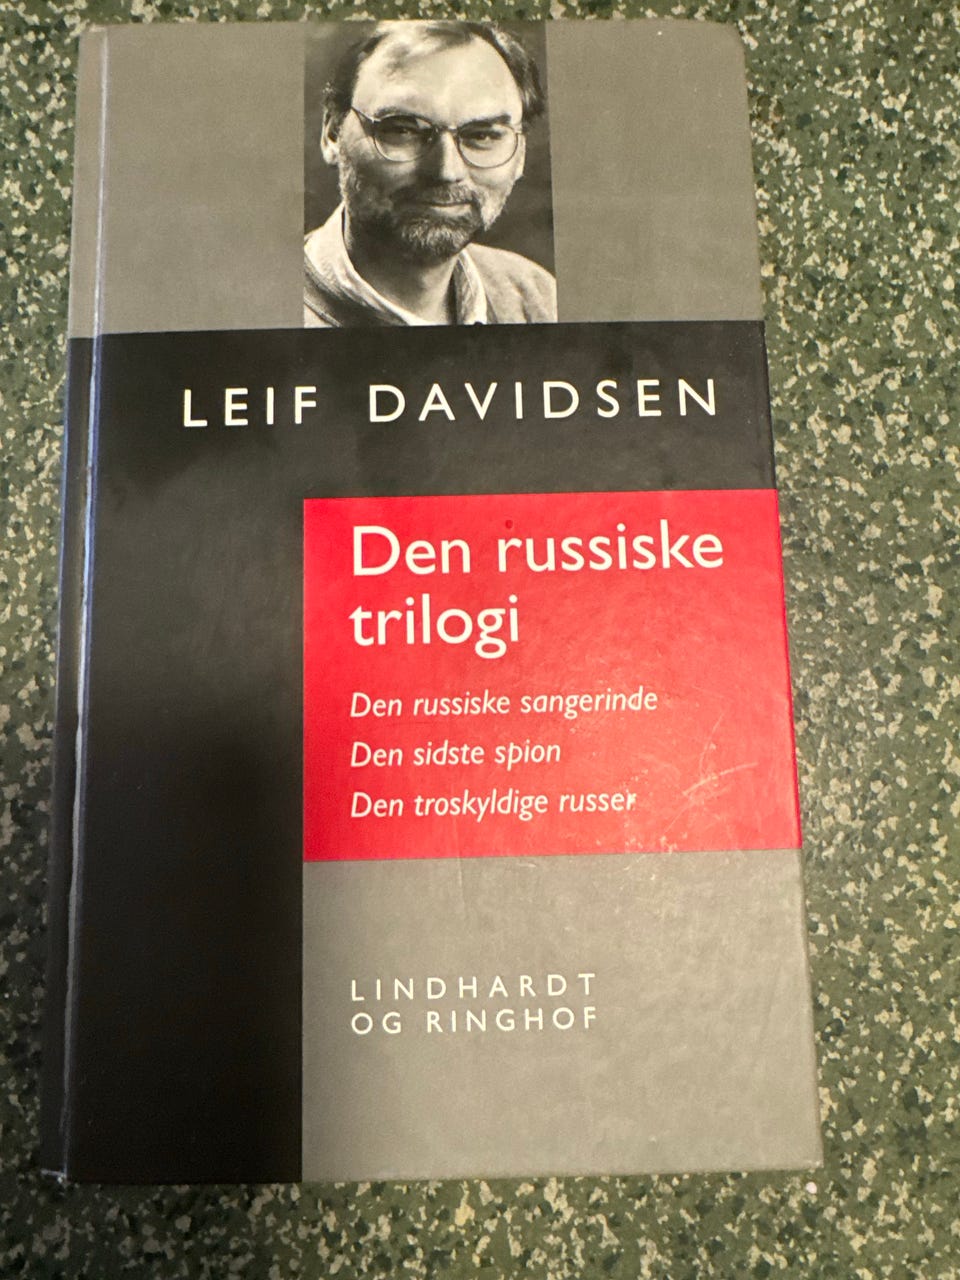 LEIF DAVIDSEN
Den russiske
trilogi
Den russiske sangerinde
Den sidste spion
Den troskyldige russer
LINDHARDT
OG RINGHOF